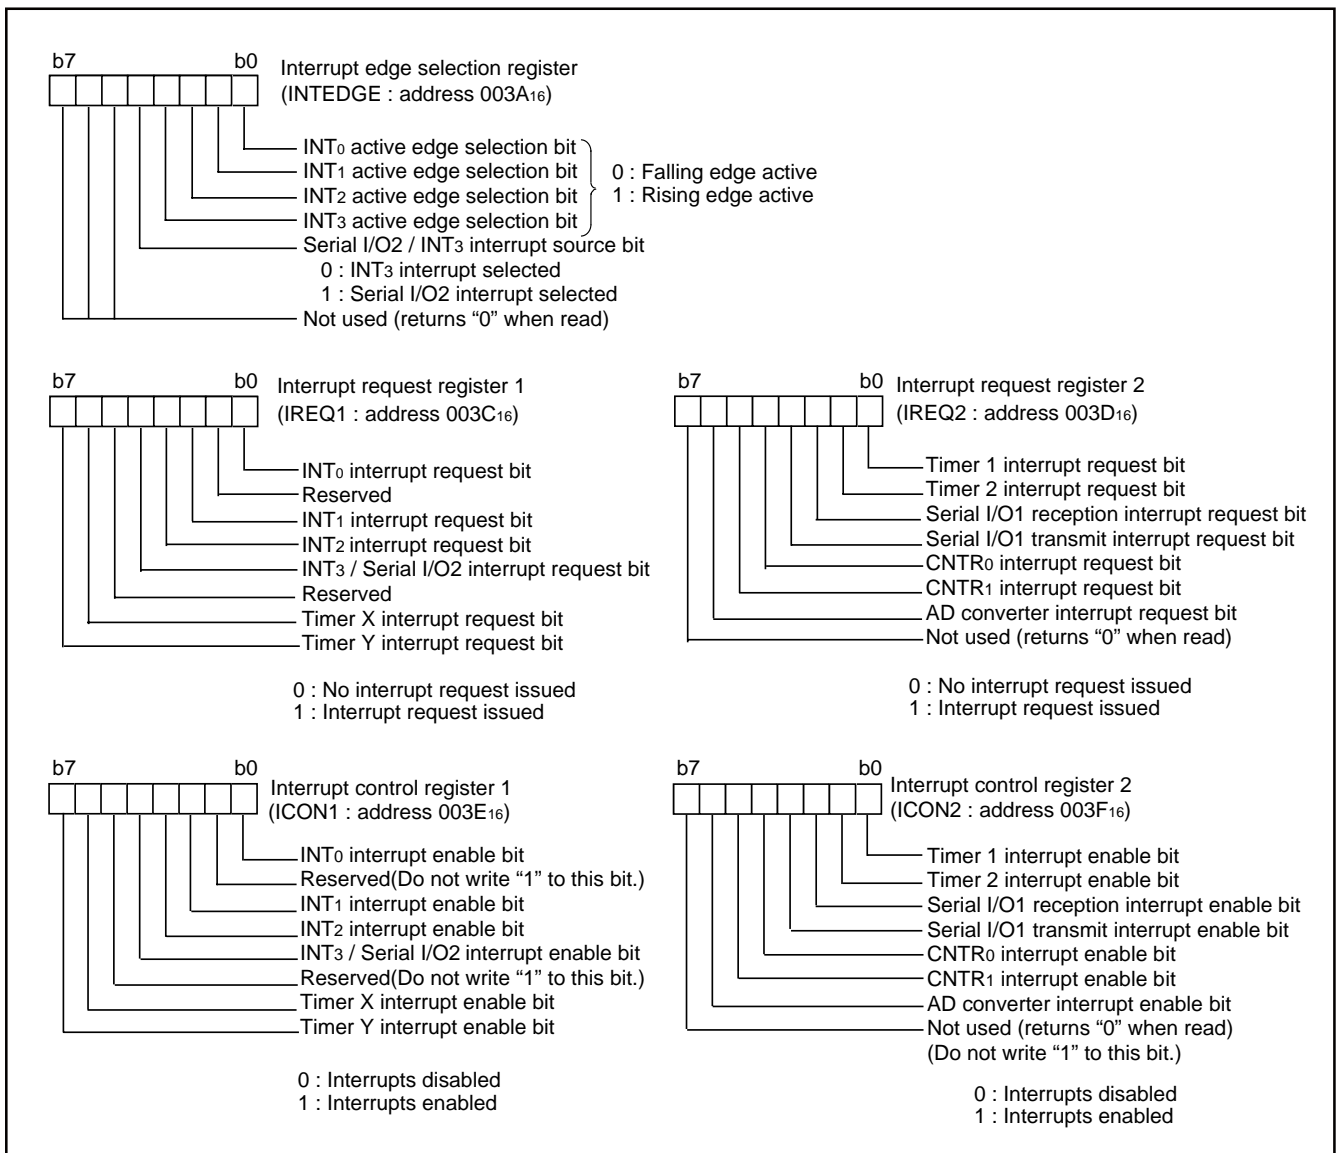 b7 b0 Interrupt edge selection register
(INTEDGE : address 003A16)
INT0 active edge selection bit
INT1 active edge selection bit
INT2 active edge selection bit
INT3 active edge selection bit
0 : Falling edge active
1 : Rising edge active
Serial I/O2 / INT3 interrupt source bit
0 : INT3 interrupt selected
1 : Serial I/O2 interrupt selected
Not used (returns “0” when read)
b7 b0 Interrupt request register 1
(IREQ1 : address 003C16)
INT0 interrupt request bit
Reserved
INT1 interrupt request bit
INT2 interrupt request bit
INT3 / Serial I/O2 interrupt request bit
Reserved
Timer X interrupt request bit
Timer Y interrupt request bit
0 : No interrupt request issued
1 : Interrupt request issued
b7 b0 Interrupt request register 2
(IREQ2 : address 003D16)
Timer 1 interrupt request bit
Timer 2 interrupt request bit
Serial I/O1 reception interrupt request bit
Serial I/O1 transmit interrupt request bit
CNTR0 interrupt request bit
CNTR1 interrupt request bit
AD converter interrupt request bit
Not used (returns “0” when read)
0 : No interrupt request issued
1 : Interrupt request issued
b7 b0 Interrupt control register 1
(ICON1 : address 003E16)
INT0 interrupt enable bit
Reserved(Do not write “1” to this bit.)
INT1 interrupt enable bit
INT2 interrupt enable bit
INT3 / Serial I/O2 interrupt enable bit
Reserved(Do not write “1” to this bit.)
Timer X interrupt enable bit
Timer Y interrupt enable bit
0 : Interrupts disabled
1 : Interrupts enabled
b7 b0 Interrupt control register 2
(ICON2 : address 003F16)
Timer 1 interrupt enable bit
Timer 2 interrupt enable bit
Serial I/O1 reception interrupt enable bit
Serial I/O1 transmit interrupt enable bit
CNTR0 interrupt enable bit
CNTR1 interrupt enable bit
AD converter interrupt enable bit
Not used (returns “0” when read)
(Do not write “1” to this bit.)
0 : Interrupts disabled
1 : Interrupts enabled